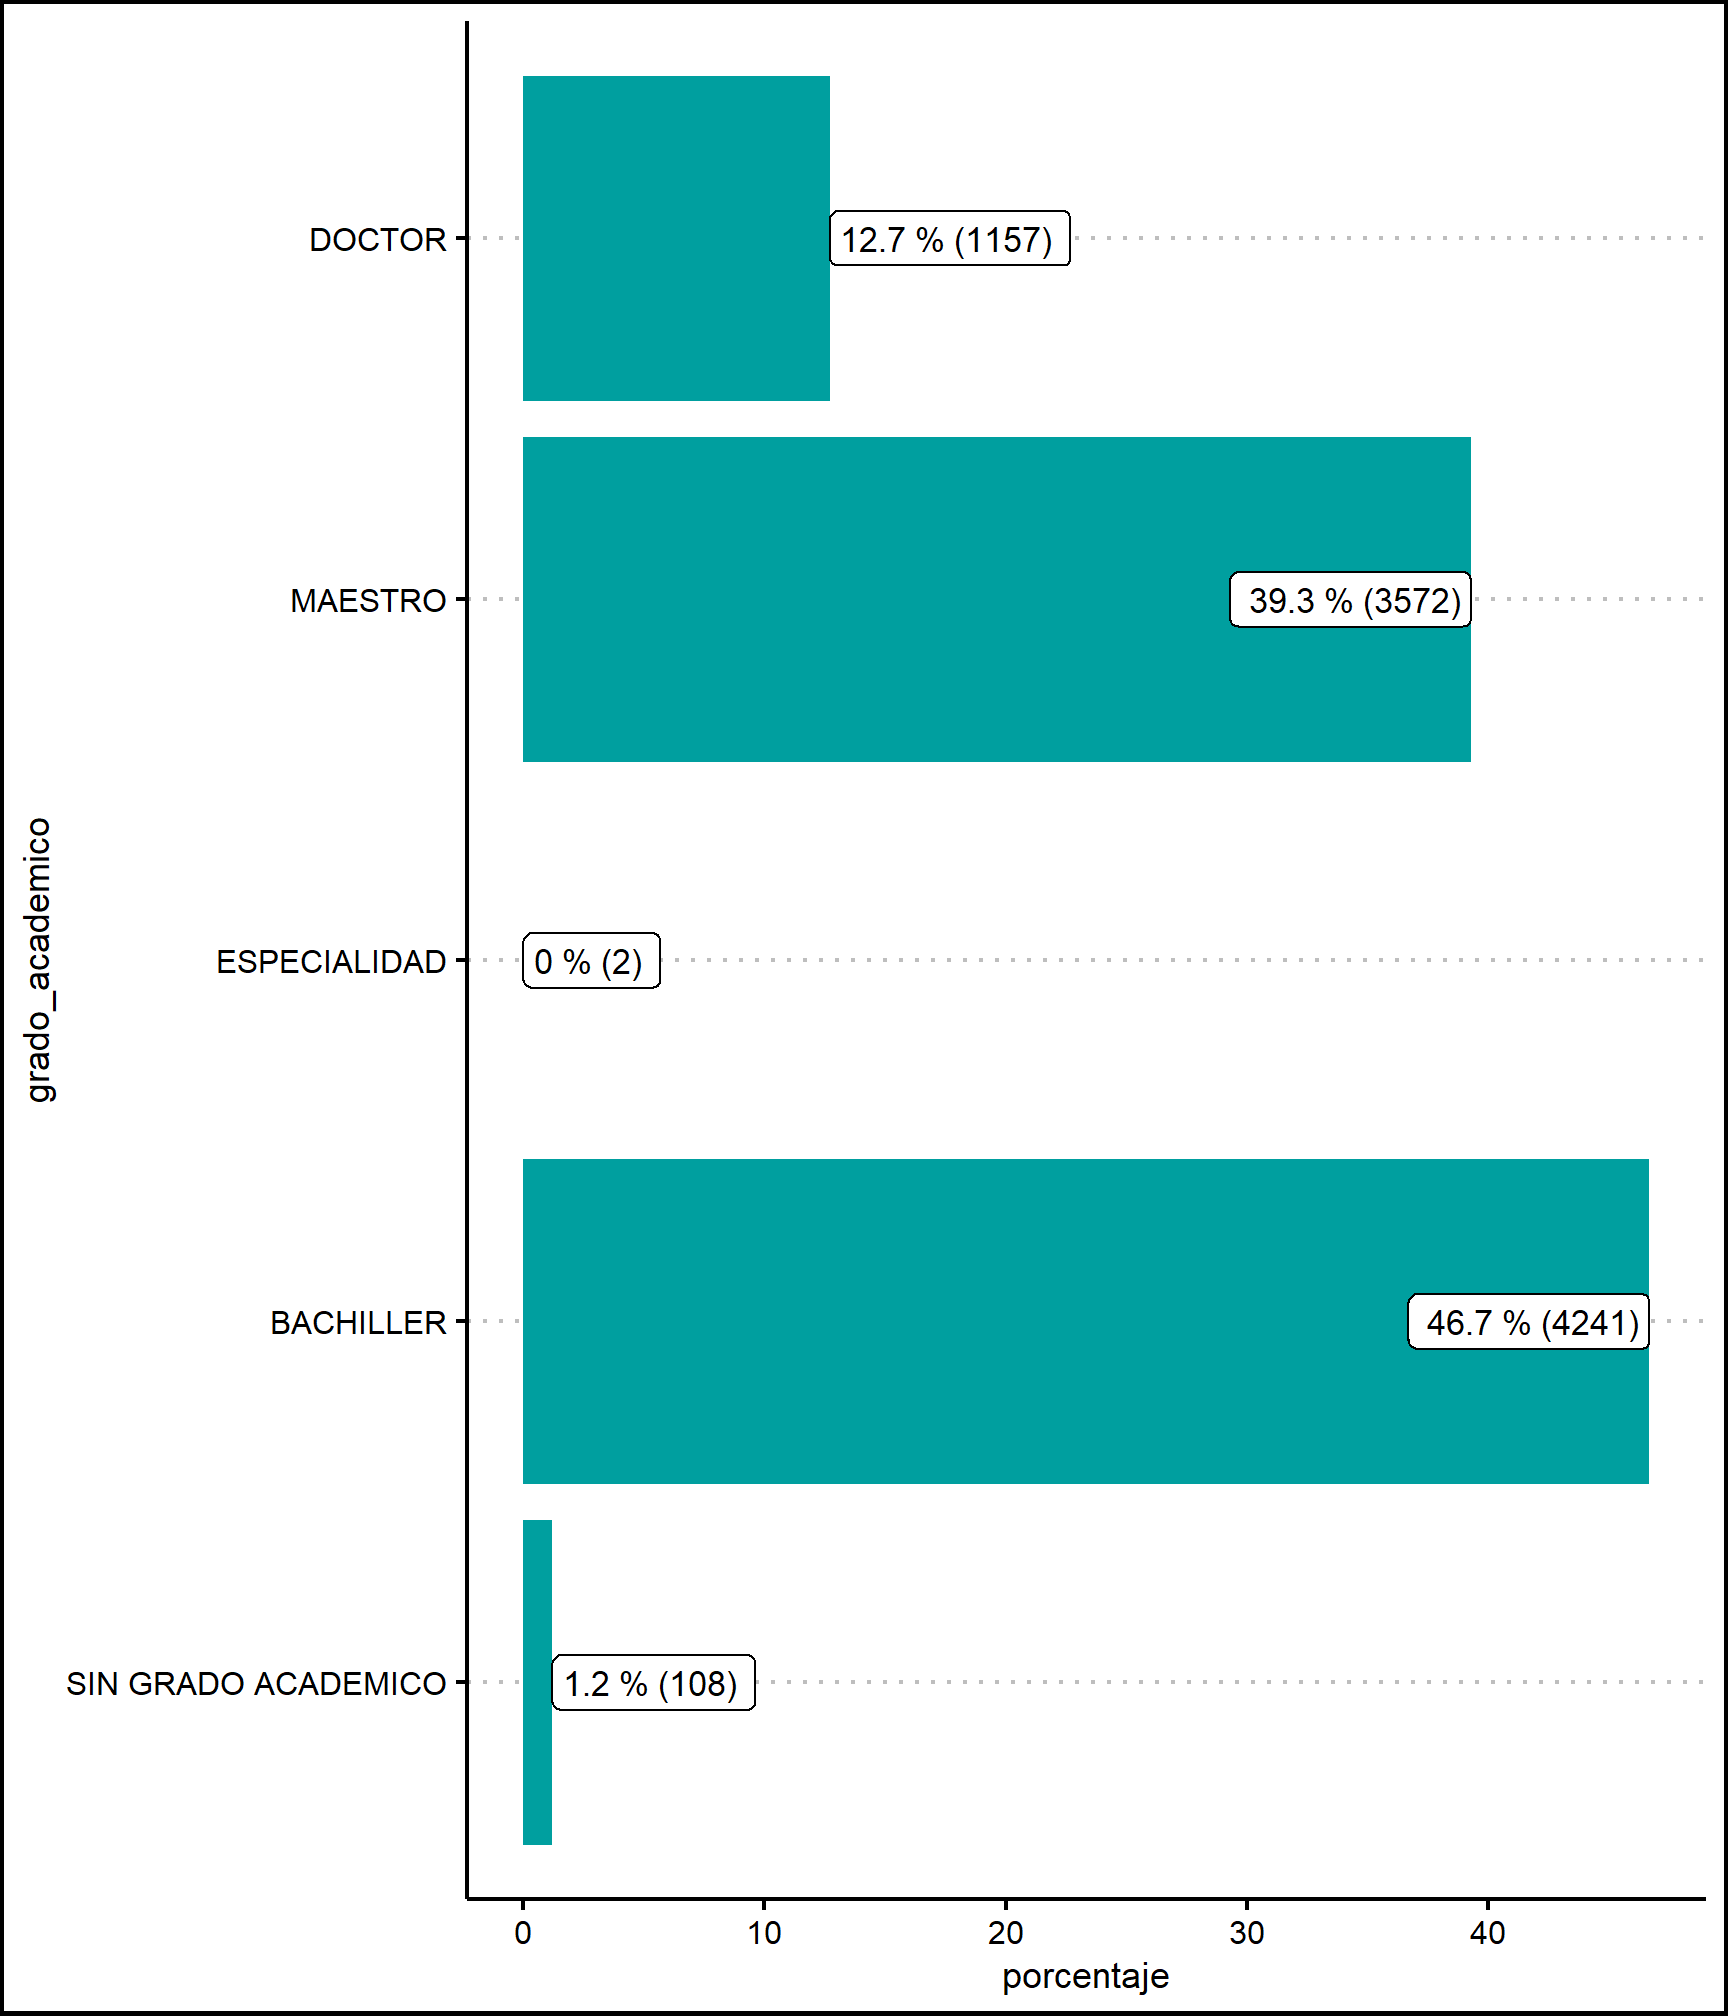 DOCTOR
12.7 % (1157)
MAESTRO
39.3 % (3572)
grado_academico
ESPECIALIDAD
0 % (2)
BACHILLER
46.7 % (4241)
SIN GRADO ACADEMICO
1.2 % (108)
0 10 20 30 40
porcentaje